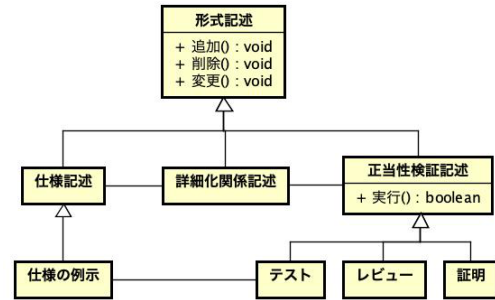 形式記述
+ 追加() : void
+ 削除() : void
+ 変更() : void
仕様記述
詳細化関係記述
正当性検証記述
+ 実行() : boolean
仕様の例示
テスト
レビュー
証明